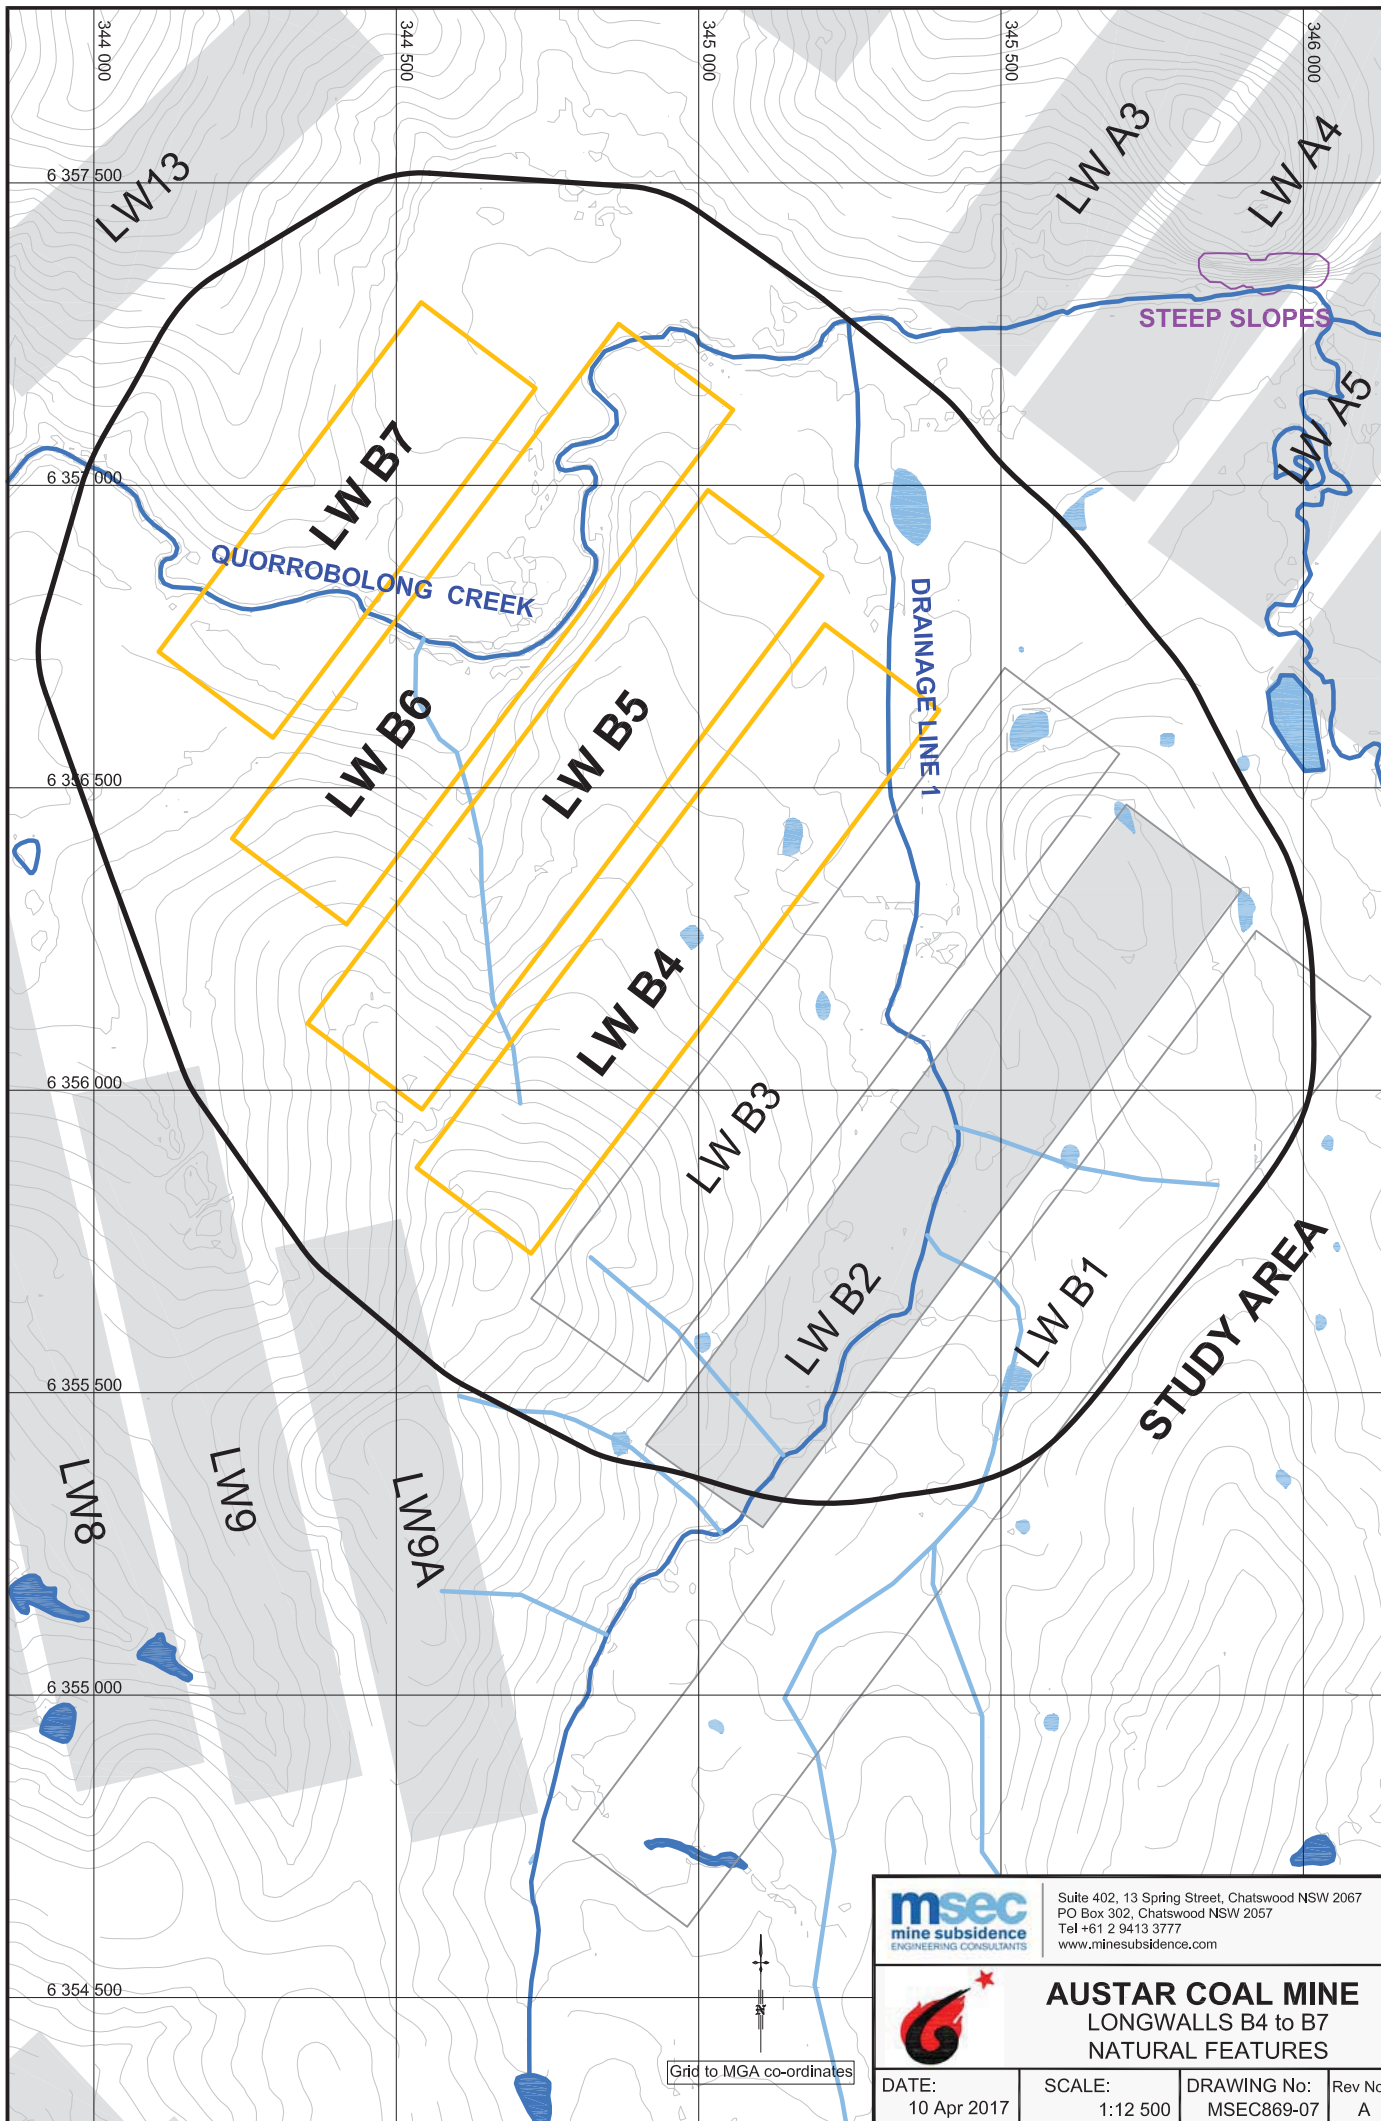 344 000
344 500
345 000
345 500
346 000
LW13
LW A3
LW A4
6 357 500
STEEP SLOPES
LW A5
LW B7
6 357 000
QUORROBOLONG CREEK
DRAINAGE LINE 1
LW B6
LW B5
6 356 500
LW B4
6 356 000
LW B3
LW B2
LW B1
STUDY AREA
6 355 500
LW8
LW9
LW9A
6 355 000
6 354 500
N
Grid to MGA co-ordinates
msec
mine subsidence
ENGINEERING CONSULTANTS
Suite 402, 13 Spring Street, Chatswood NSW 2067
PO Box 302, Chatswood NSW 2057
Tel +61 2 9413 3777
www.minesubsidence.com
AUSTAR COAL MINE
LONGWALLS B4 to B7
NATURAL FEATURES
DATE:
10 Apr 2017
SCALE:
1:12 500
DRAWING No:
MSEC869-07
Rev No
A